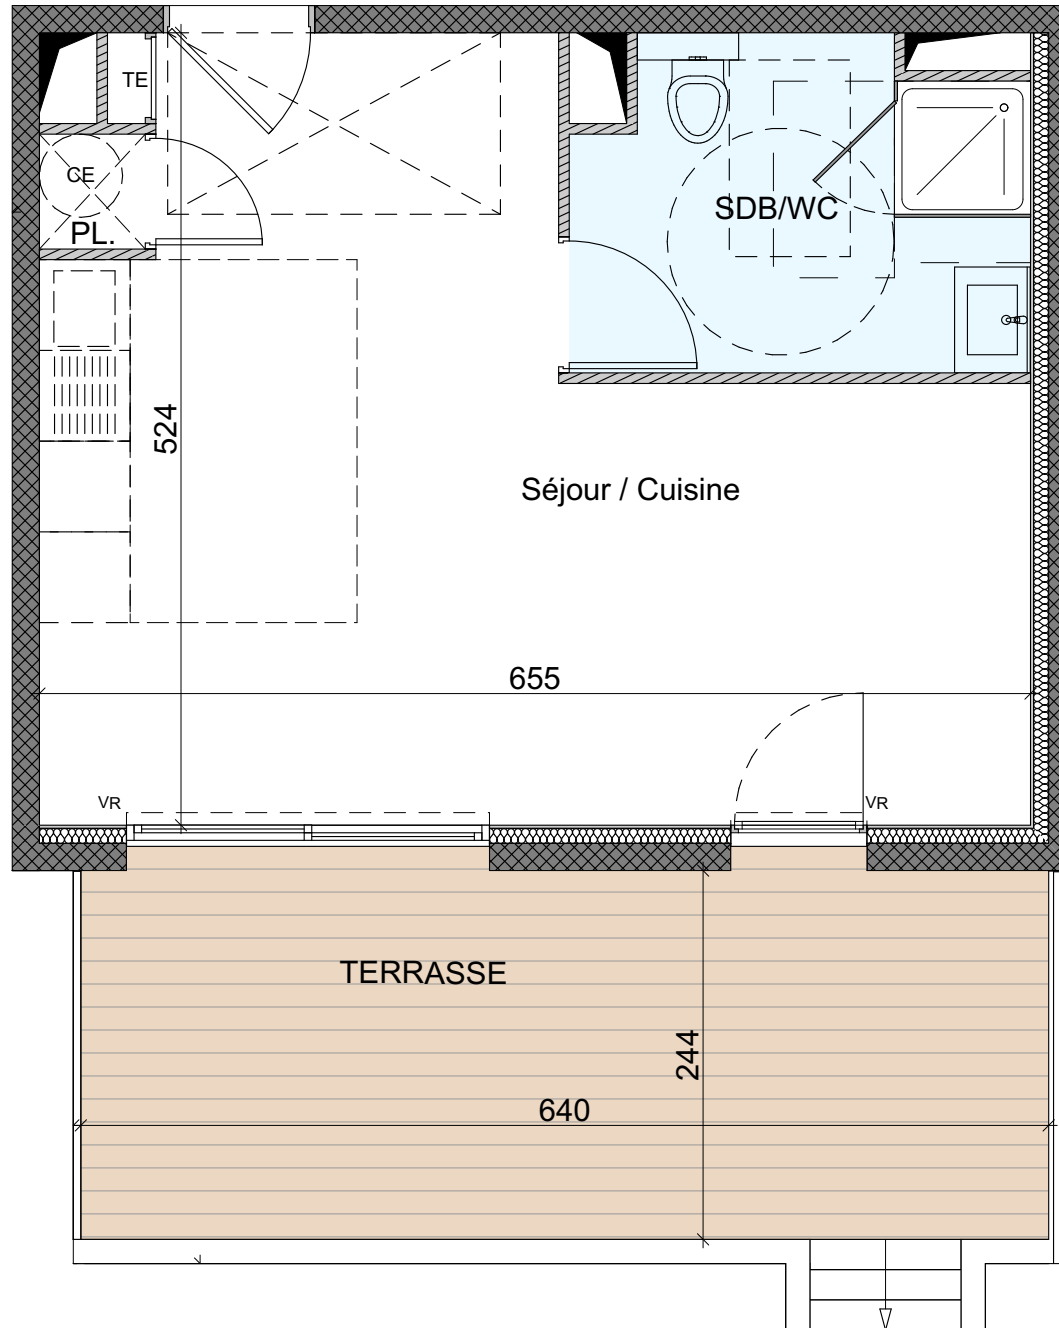 TE
CE
PL.
SDB/WC
524
Séjour / Cuisine
655
VR
VR
TERRASSE
244
640